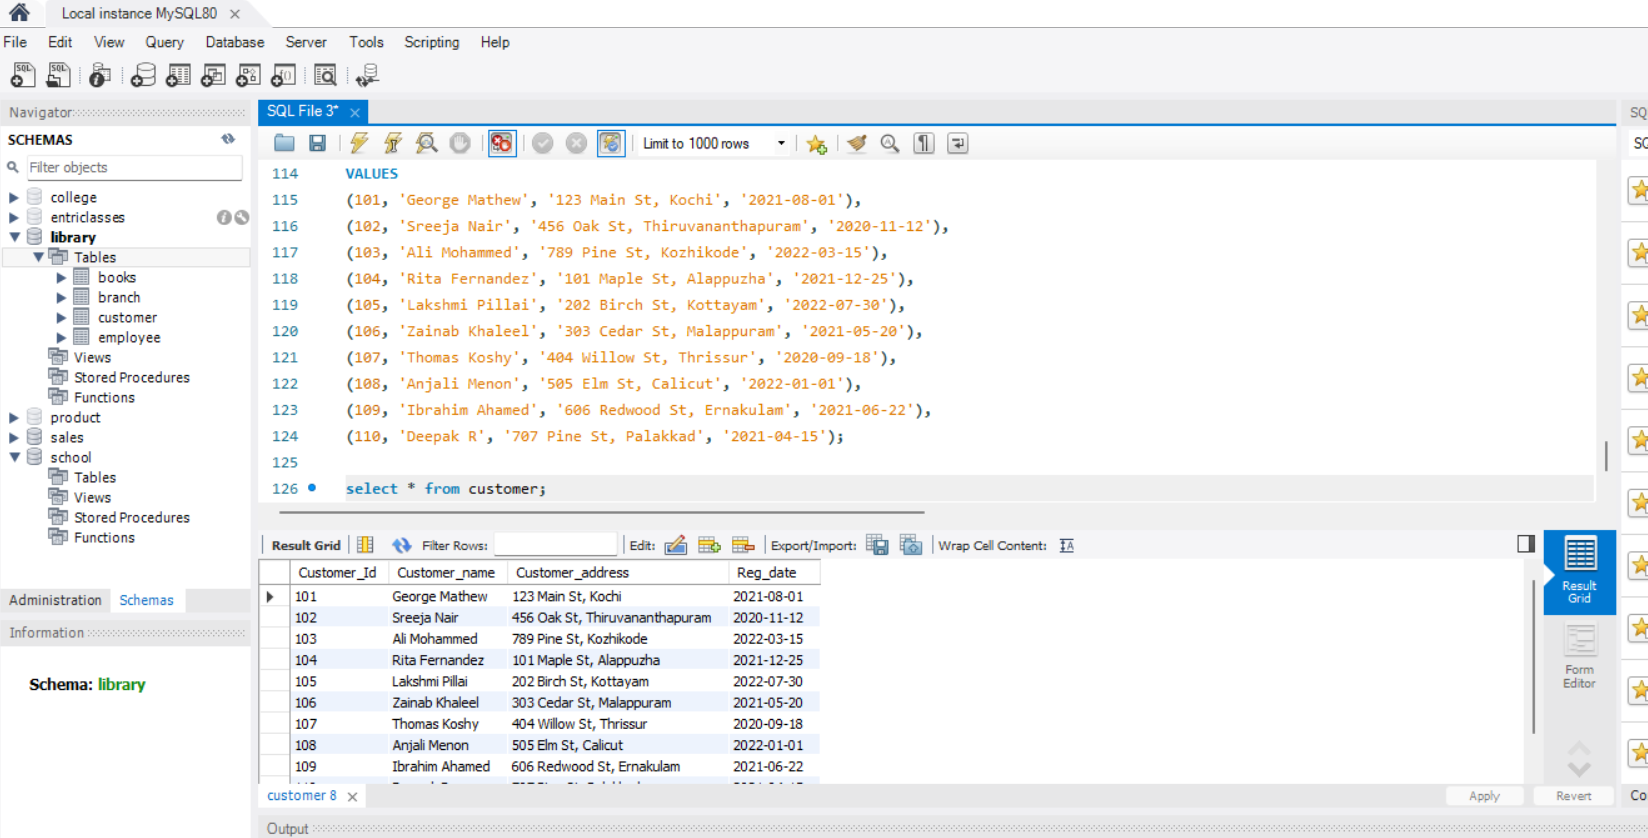 Local instance MySQL80
File Edit View Query Database Server Tools Scripting Help
Navigator
SCHEMAS
Filter objects
college
entriclasses
library
Tables
books
branch
customer
employee
Views
Stored Procedures
Functions
product
sales
school
Tables
Views
Stored Procedures
Functions
Administration Schemas
Information
Schema: library
SQL File 3*
Limit to 1000 rows
114 VALUES
115 (101, 'George Mathew', '123 Main St, Kochi', '2021-08-01'),
116 (102, 'Sreeja Nair', '456 Oak St, Thiruvananthapuram', '2020-11-12'),
117 (103, 'Ali Mohammed', '789 Pine St, Kozhikode', '2022-03-15'),
118 (104, 'Rita Fernandez', '101 Maple St, Alappuzha', '2021-12-25'),
119 (105, 'Lakshmi Pillai', '202 Birch St, Kottayam', '2022-07-30'),
120 (106, 'Zainab Khaleel', '303 Cedar St, Malappuram', '2021-05-20'),
121 (107, 'Thomas Koshy', '404 Willow St, Thrissur', '2020-09-18'),
122 (108, 'Anjali Menon', '505 Elm St, Calicut', '2022-01-01'),
123 (109, 'Ibrahim Ahamed', '606 Redwood St, Ernakulam', '2021-06-22'),
124 (110, 'Deepak R', '707 Pine St, Palakkad', '2021-04-15');
125
126 select * from customer;
Result Grid Filter Rows: Edit: Export/Import: Wrap Cell Content:
Customer_Id Customer_name Customer_address Reg_date
101 George Mathew 123 Main St, Kochi 2021-08-01
102 Sreeja Nair 456 Oak St, Thiruvananthapuram 2020-11-12
103 Ali Mohammed 789 Pine St, Kozhikode 2022-03-15
104 Rita Fernandez 101 Maple St, Alappuzha 2021-12-25
105 Lakshmi Pillai 202 Birch St, Kottayam 2022-07-30
106 Zainab Khaleel 303 Cedar St, Malappuram 2021-05-20
107 Thomas Koshy 404 Willow St, Thrissur 2020-09-18
108 Anjali Menon 505 Elm St, Calicut 2022-01-01
109 Ibrahim Ahamed 606 Redwood St, Ernakulam 2021-06-22
Result
Grid
Form
Editor
customer 8
Apply Revert
Output
SQ
SQ
Co